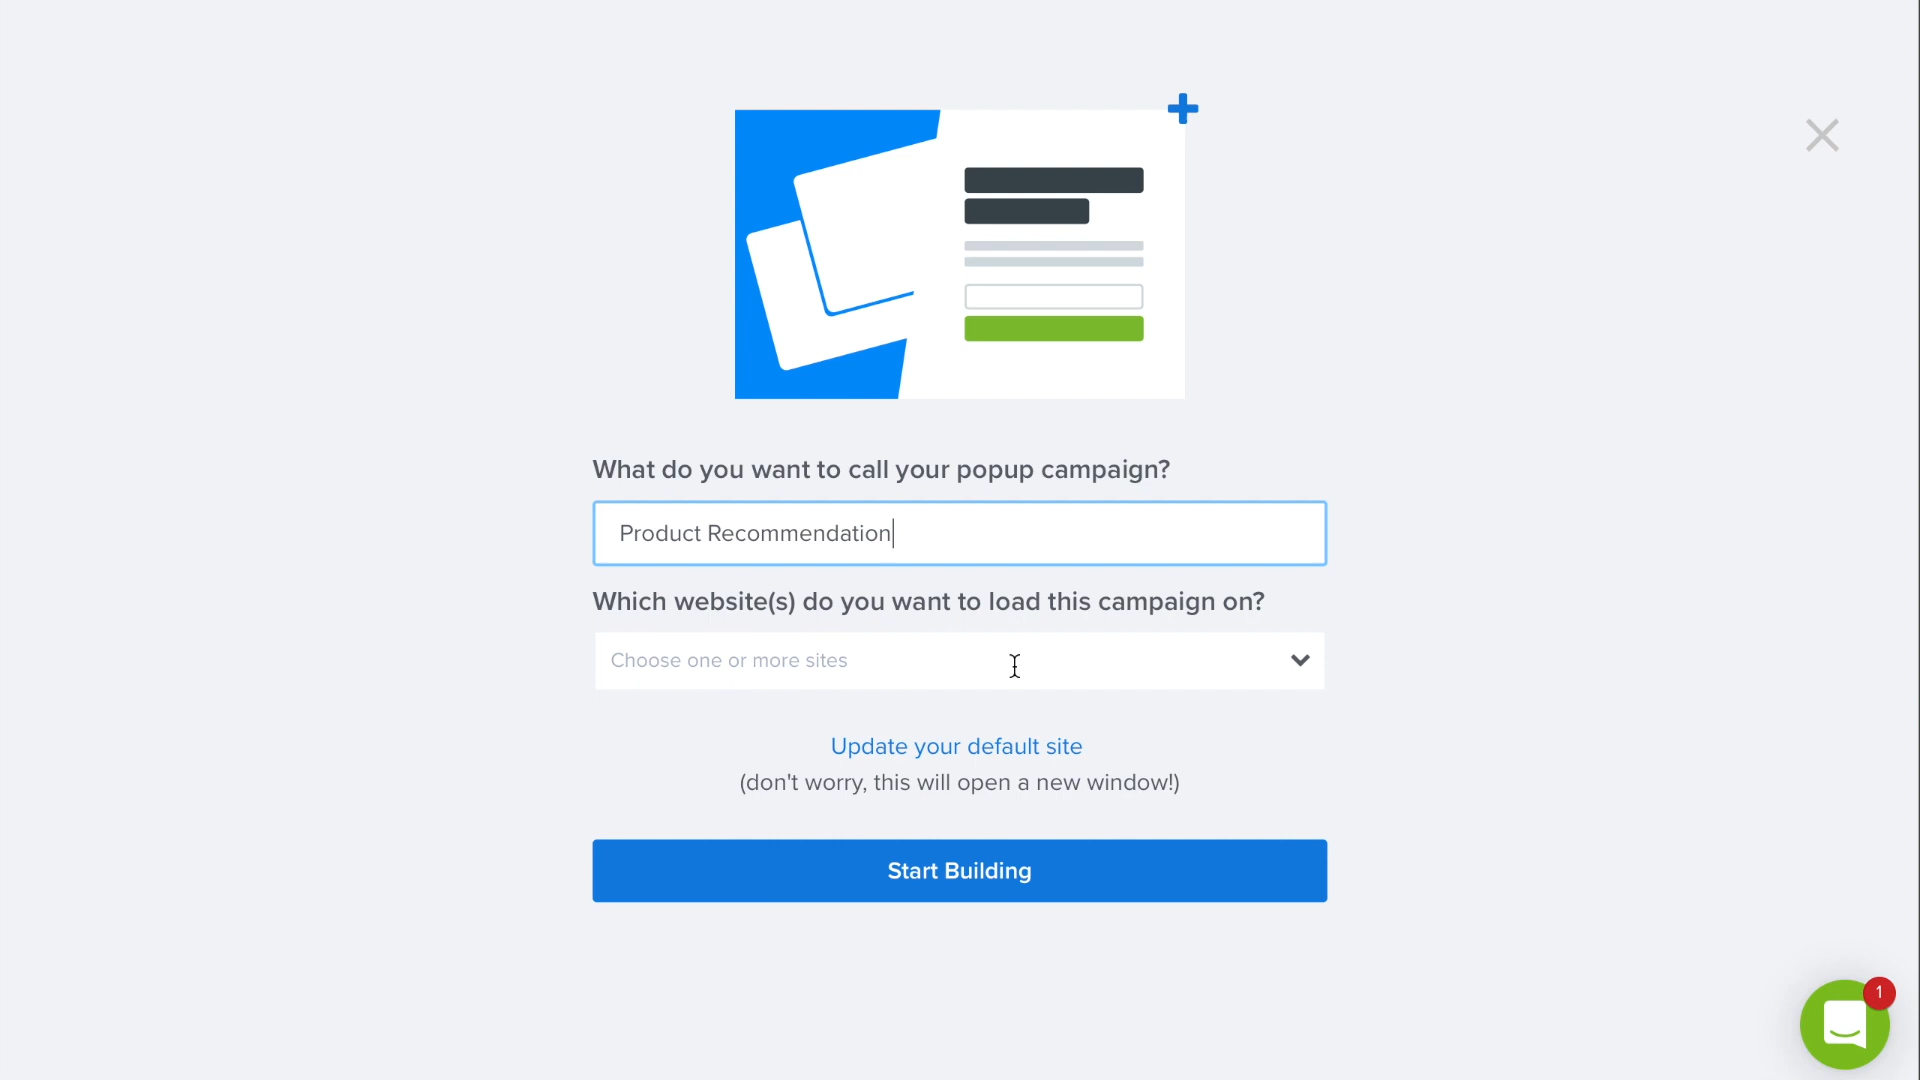 What do you want to call your popup campaign?
Product Recommendation
Which website(s) do you want to load this campaign on?
Choose one or more sites
Update your default site
(don't worry, this will open a new window!)
Start Building
1